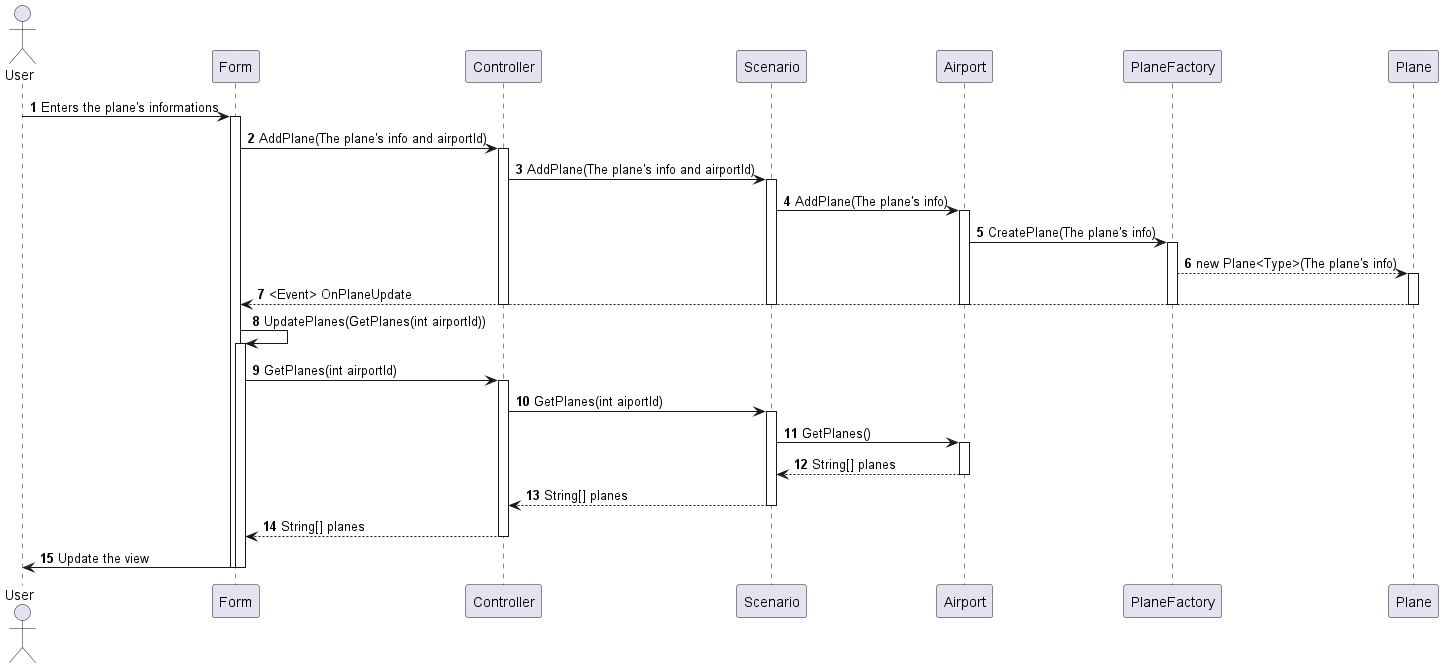 User
Form
Controller
Scenario
Airport
PlaneFactory
Plane
1 Enters the plane's informations
2 AddPlane(The plane's info and airportId)
3 AddPlane(The plane's info and airportId)
4 AddPlane(The plane's info)
5 CreatePlane(The plane's info)
6 new Plane<Type>(The plane's info)
7 <Event> OnPlaneUpdate
8 UpdatePlanes(GetPlanes(int airportId))
9 GetPlanes(int airportId)
10 GetPlanes(int aiportId)
11 GetPlanes()
12 String[] planes
13 String[] planes
14 String[] planes
15 Update the view
User
Form
Controller
Scenario
Airport
PlaneFactory
Plane